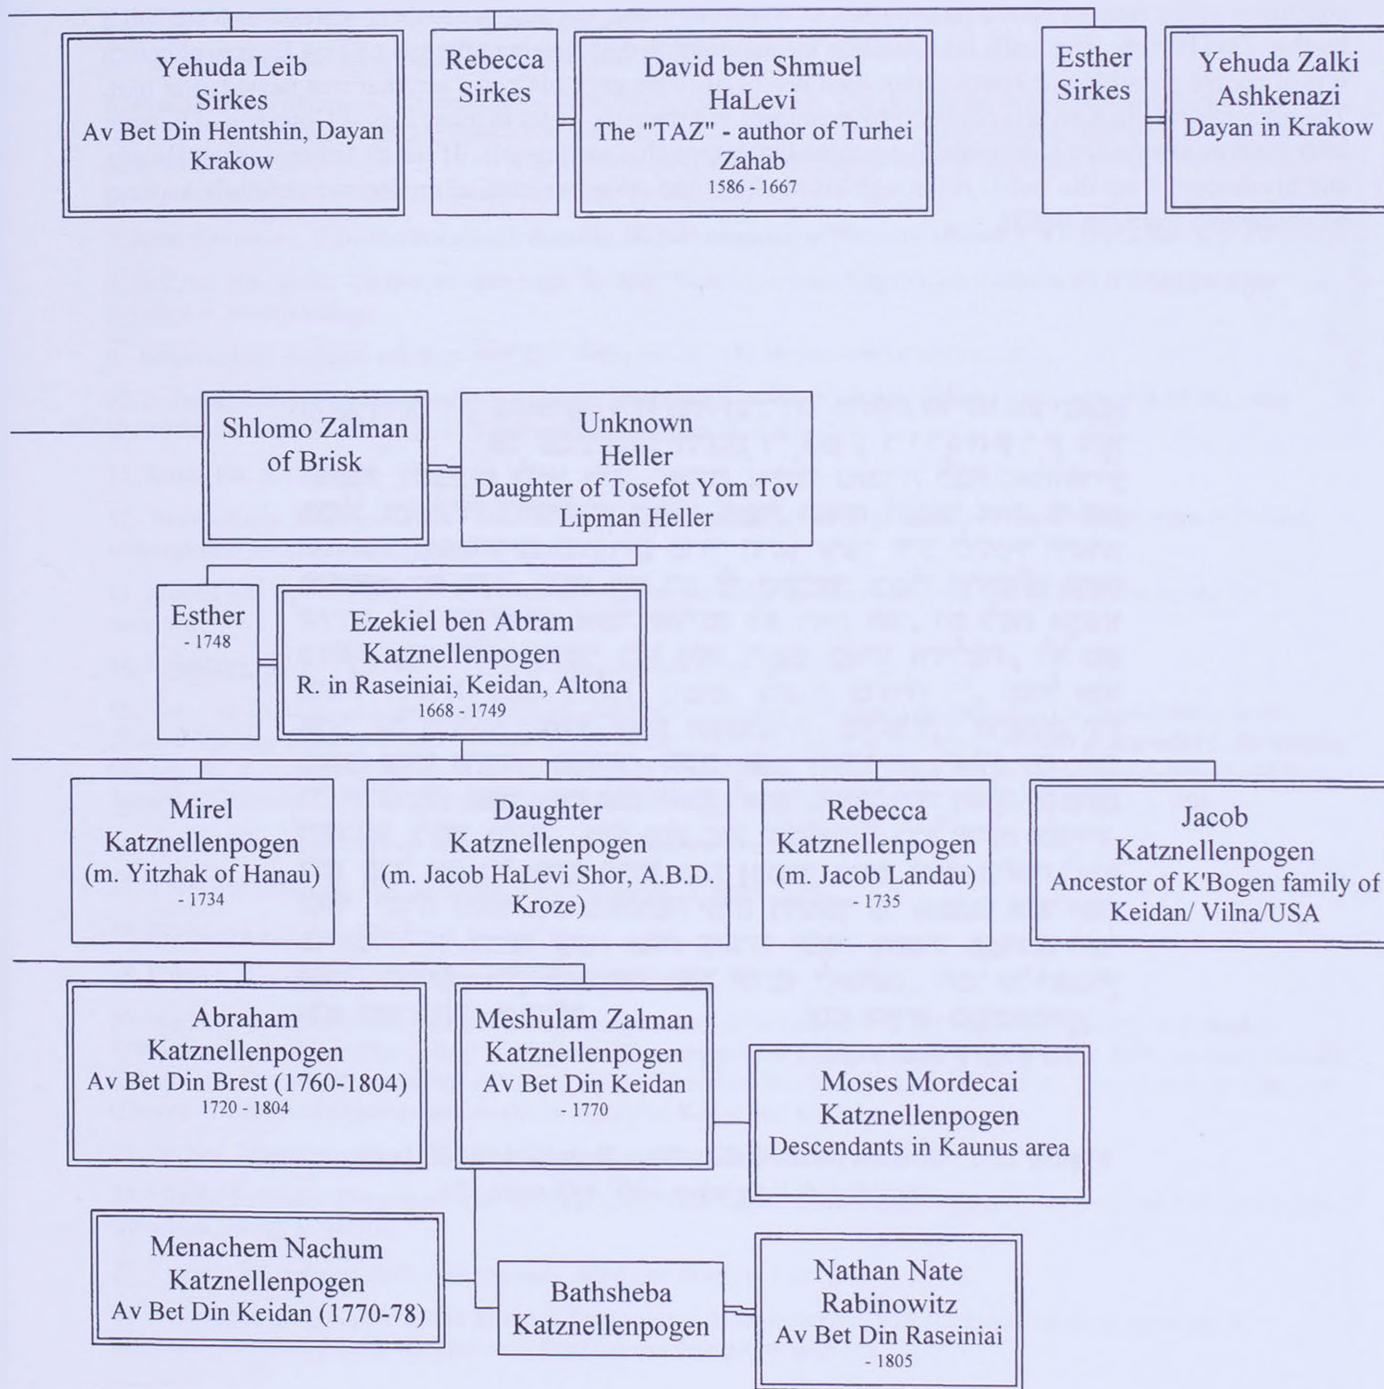 Yehuda Leib
Sirkes
Av Bet Din Hentshin, Dayan
Krakow
Rebecca
Sirkes
David ben Shmuel
HaLevi
The "TAZ" - author of Turhei
Zahab
1586 - 1667
Esther
Sirkes
Yehuda Zalki
Ashkenazi
Dayan in Krakow
Shlomo Zalman
of Brisk
Unknown
Heller
Daughter of Tosefot Yom Tov
Lipman Heller
Esther
- 1748
Ezekiel ben Abram
Katznellenpogen
R. in Raseiniai, Keidan, Altona
1668 - 1749
Mirel
Katznellenpogen
(m. Yitzhak of Hanau)
- 1734
Daughter
Katznellenpogen
(m. Jacob HaLevi Shor, A.B.D.
Kroze)
Rebecca
Katznellenpogen
(m. Jacob Landau)
- 1735
Jacob
Katznellenpogen
Ancestor of K'Bogen family of
Keidan/ Vilna/USA
Abraham
Katznellenpogen
Av Bet Din Brest (1760-1804)
1720 - 1804
Meshulam Zalman
Katznellenpogen
Av Bet Din Keidan
- 1770
Moses Mordecai
Katznellenpogen
Descendants in Kaunus area
Menachem Nachum
Katznellenpogen
Av Bet Din Keidan (1770-78)
Bathsheba
Katznellenpogen
Nathan Nate
Rabinowitz
Av Bet Din Raseiniai
- 1805